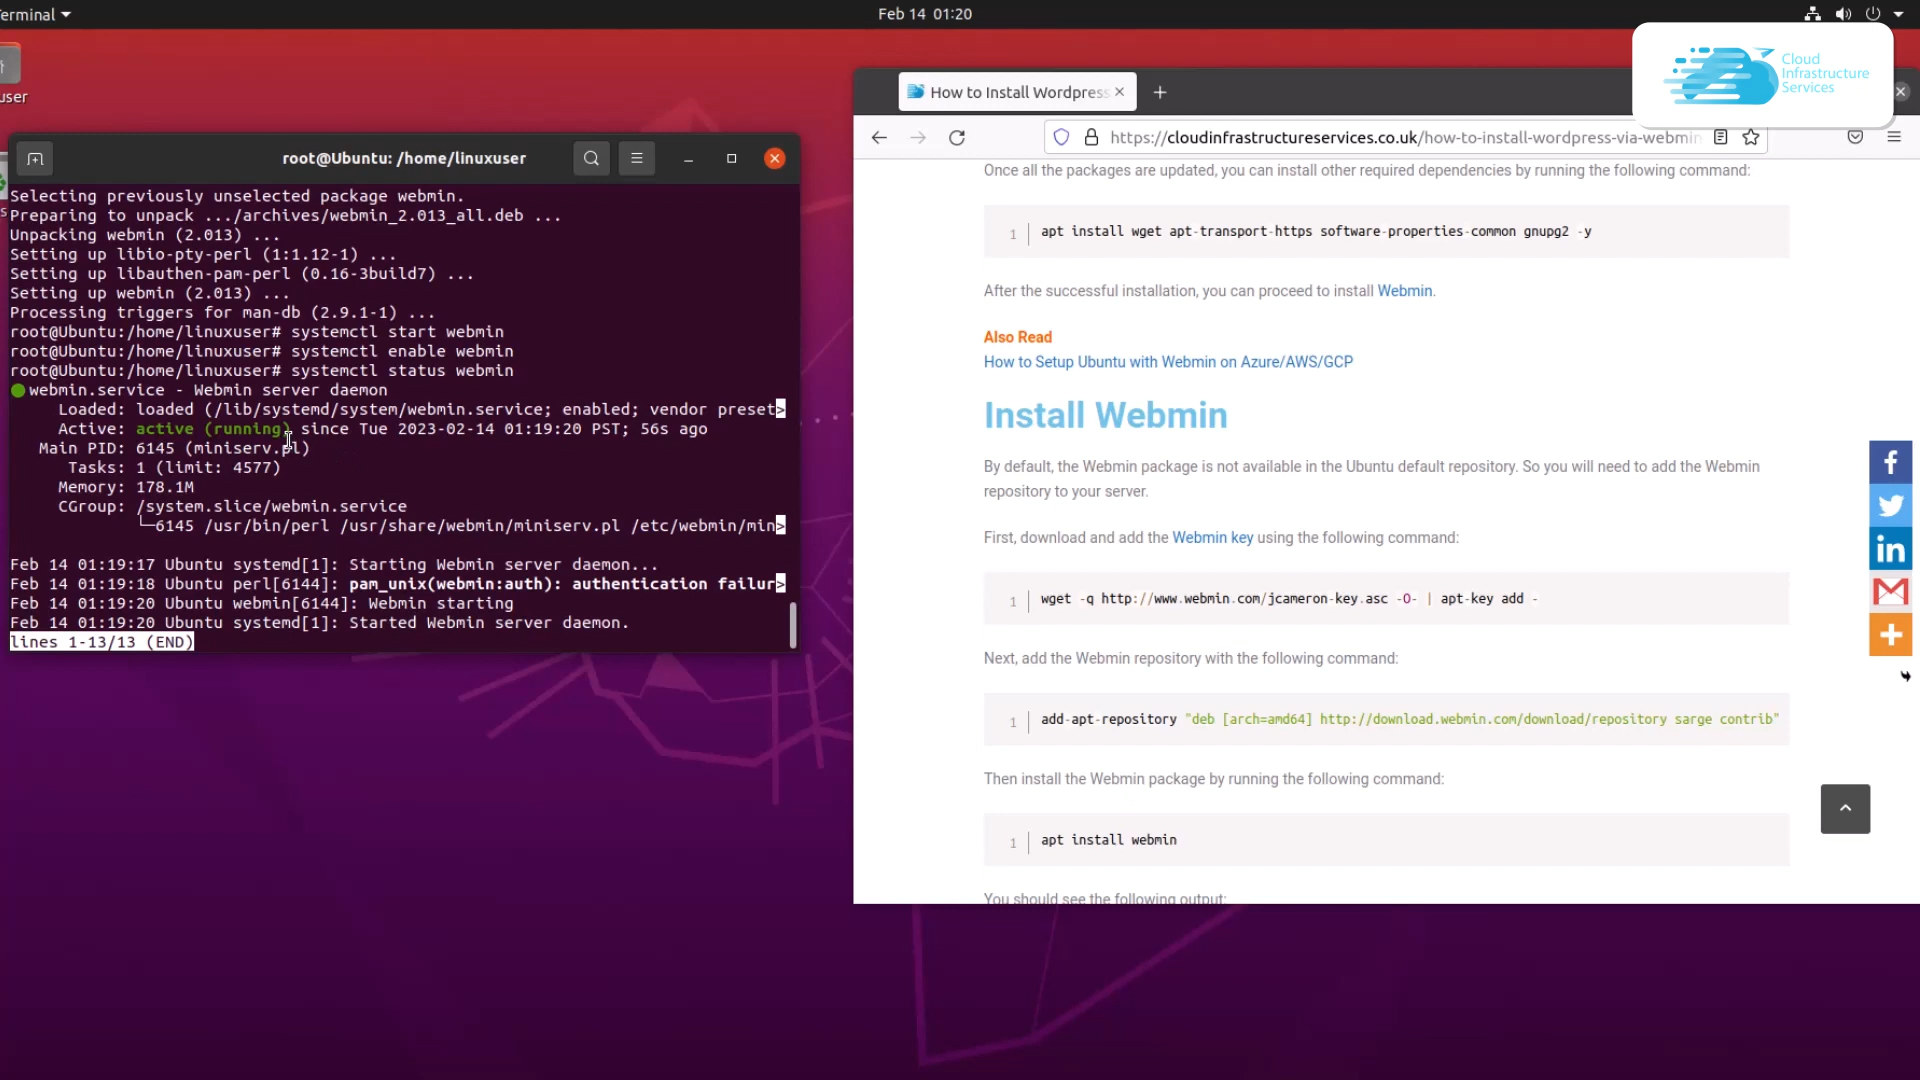 erminal
Feb 14 01:20
user
Cloud
Infrastructure
Services
How to Install Wordpress
https://cloudinfrastructureservices.co.uk/how-to-install-wordpress-via-webmin
root@Ubuntu: /home/linuxuser
Selecting previously unselected package webmin.
Preparing to unpack .../archives/webmin_2.013_all.deb ...
Unpacking webmin (2.013) ...
Setting up libio-pty-perl (1:1.12-1) ...
Setting up libauthen-pam-perl (0.16-3build7) ...
Setting up webmin (2.013) ...
Processing triggers for man-db (2.9.1-1) ...
root@Ubuntu:/home/linuxuser# systemctl start webmin
root@Ubuntu:/home/linuxuser# systemctl enable webmin
root@Ubuntu:/home/linuxuser# systemctl status webmin
webmin.service - Webmin server daemon
Loaded: loaded (/lib/systemd/system/webmin.service; enabled; vendor preset>
Active: active (running) since Tue 2023-02-14 01:19:20 PST; 56s ago
Main PID: 6145 (miniserv.pl)
Tasks: 1 (limit: 4577)
Memory: 178.1M
CGroup: /system.slice/webmin.service
└─6145 /usr/bin/perl /usr/share/webmin/miniserv.pl /etc/webmin/min>
Feb 14 01:19:17 Ubuntu systemd[1]: Starting Webmin server daemon...
Feb 14 01:19:18 Ubuntu perl[6144]: pam_unix(webmin:auth): authentication failur>
Feb 14 01:19:20 Ubuntu webmin[6144]: Webmin starting
Feb 14 01:19:20 Ubuntu systemd[1]: Started Webmin server daemon.
lines 1-13/13 (END)
Once all the packages are updated, you can install other required dependencies by running the following command:
1 apt install wget apt-transport-https software-properties-common gnupg2 -y
After the successful installation, you can proceed to install Webmin.
Also Read
How to Setup Ubuntu with Webmin on Azure/AWS/GCP
Install Webmin
By default, the Webmin package is not available in the Ubuntu default repository. So you will need to add the Webmin
repository to your server.
First, download and add the Webmin key using the following command:
1 wget -q http://www.webmin.com/jcameron-key.asc -O- | apt-key add -
Next, add the Webmin repository with the following command:
1 add-apt-repository "deb [arch=amd64] http://download.webmin.com/download/repository sarge contrib"
Then install the Webmin package by running the following command:
1 apt install webmin
You should see the following output: